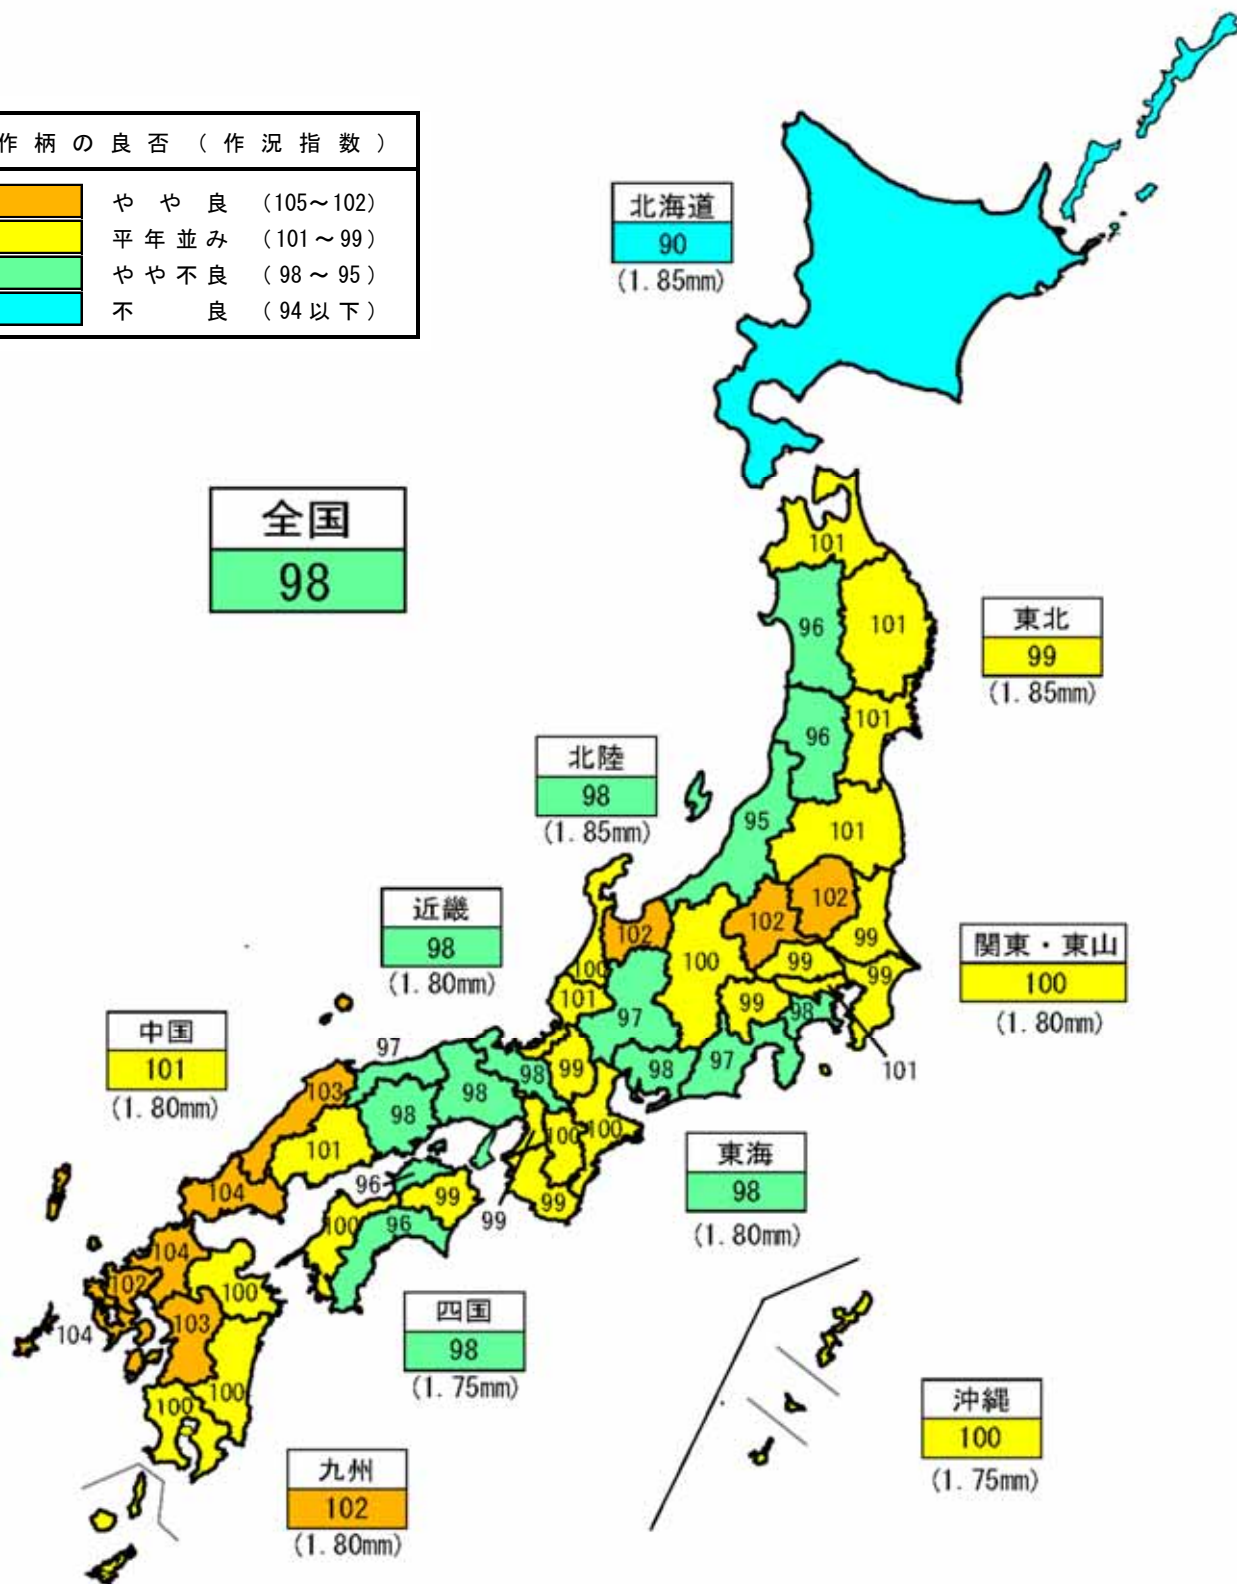 作柄の良否（作況指数）
やや良（105～102）
平年並み（101～99）
やや不良（98～95）
不良（94以下）
北海道
90
(1.85mm)
全国
98
101
96
101
東北
99
(1.85mm)
96
101
北陸
98
(1.85mm)
95
101
102
102
近畿
98
(1.80mm)
102
99
関東・東山
100
(1.80mm)
100
100
99
99
101
97
99
98
101
中国
101
(1.80mm)
97
99
98
97
98
103
98
98
101
100
100
東海
98
(1.80mm)
96
99
99
99
104
100
96
104
102
100
103
104
四国
98
(1.75mm)
100
100
沖縄
100
(1.75mm)
九州
102
(1.80mm)